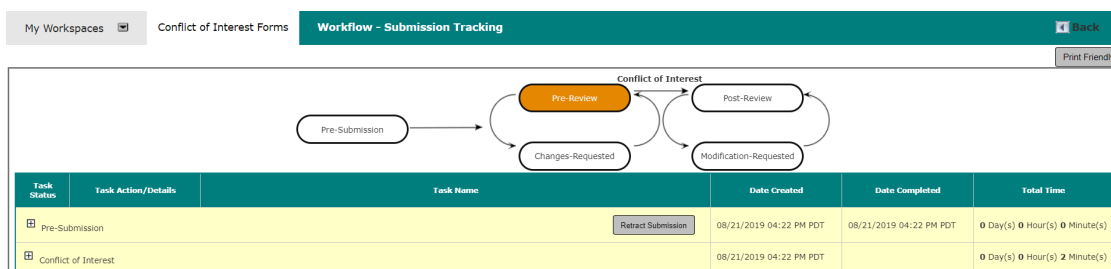 My Workspaces
Conflict of Interest Forms
Workflow - Submission Tracking
Back
Print Friendly
Conflict of Interest
Pre-Review
Post-Review
Pre-Submission
Changes-Requested
Modification-Requested
Task Status
Task Action/Details
Task Name
Date Created
Date Completed
Total Time
Pre-Submission
Retract Submission
08/21/2019 04:22 PM PDT
08/21/2019 04:22 PM PDT
0 Day(s) 0 Hour(s) 0 Minute(s)
Conflict of Interest
08/21/2019 04:22 PM PDT
0 Day(s) 0 Hour(s) 2 Minute(s)